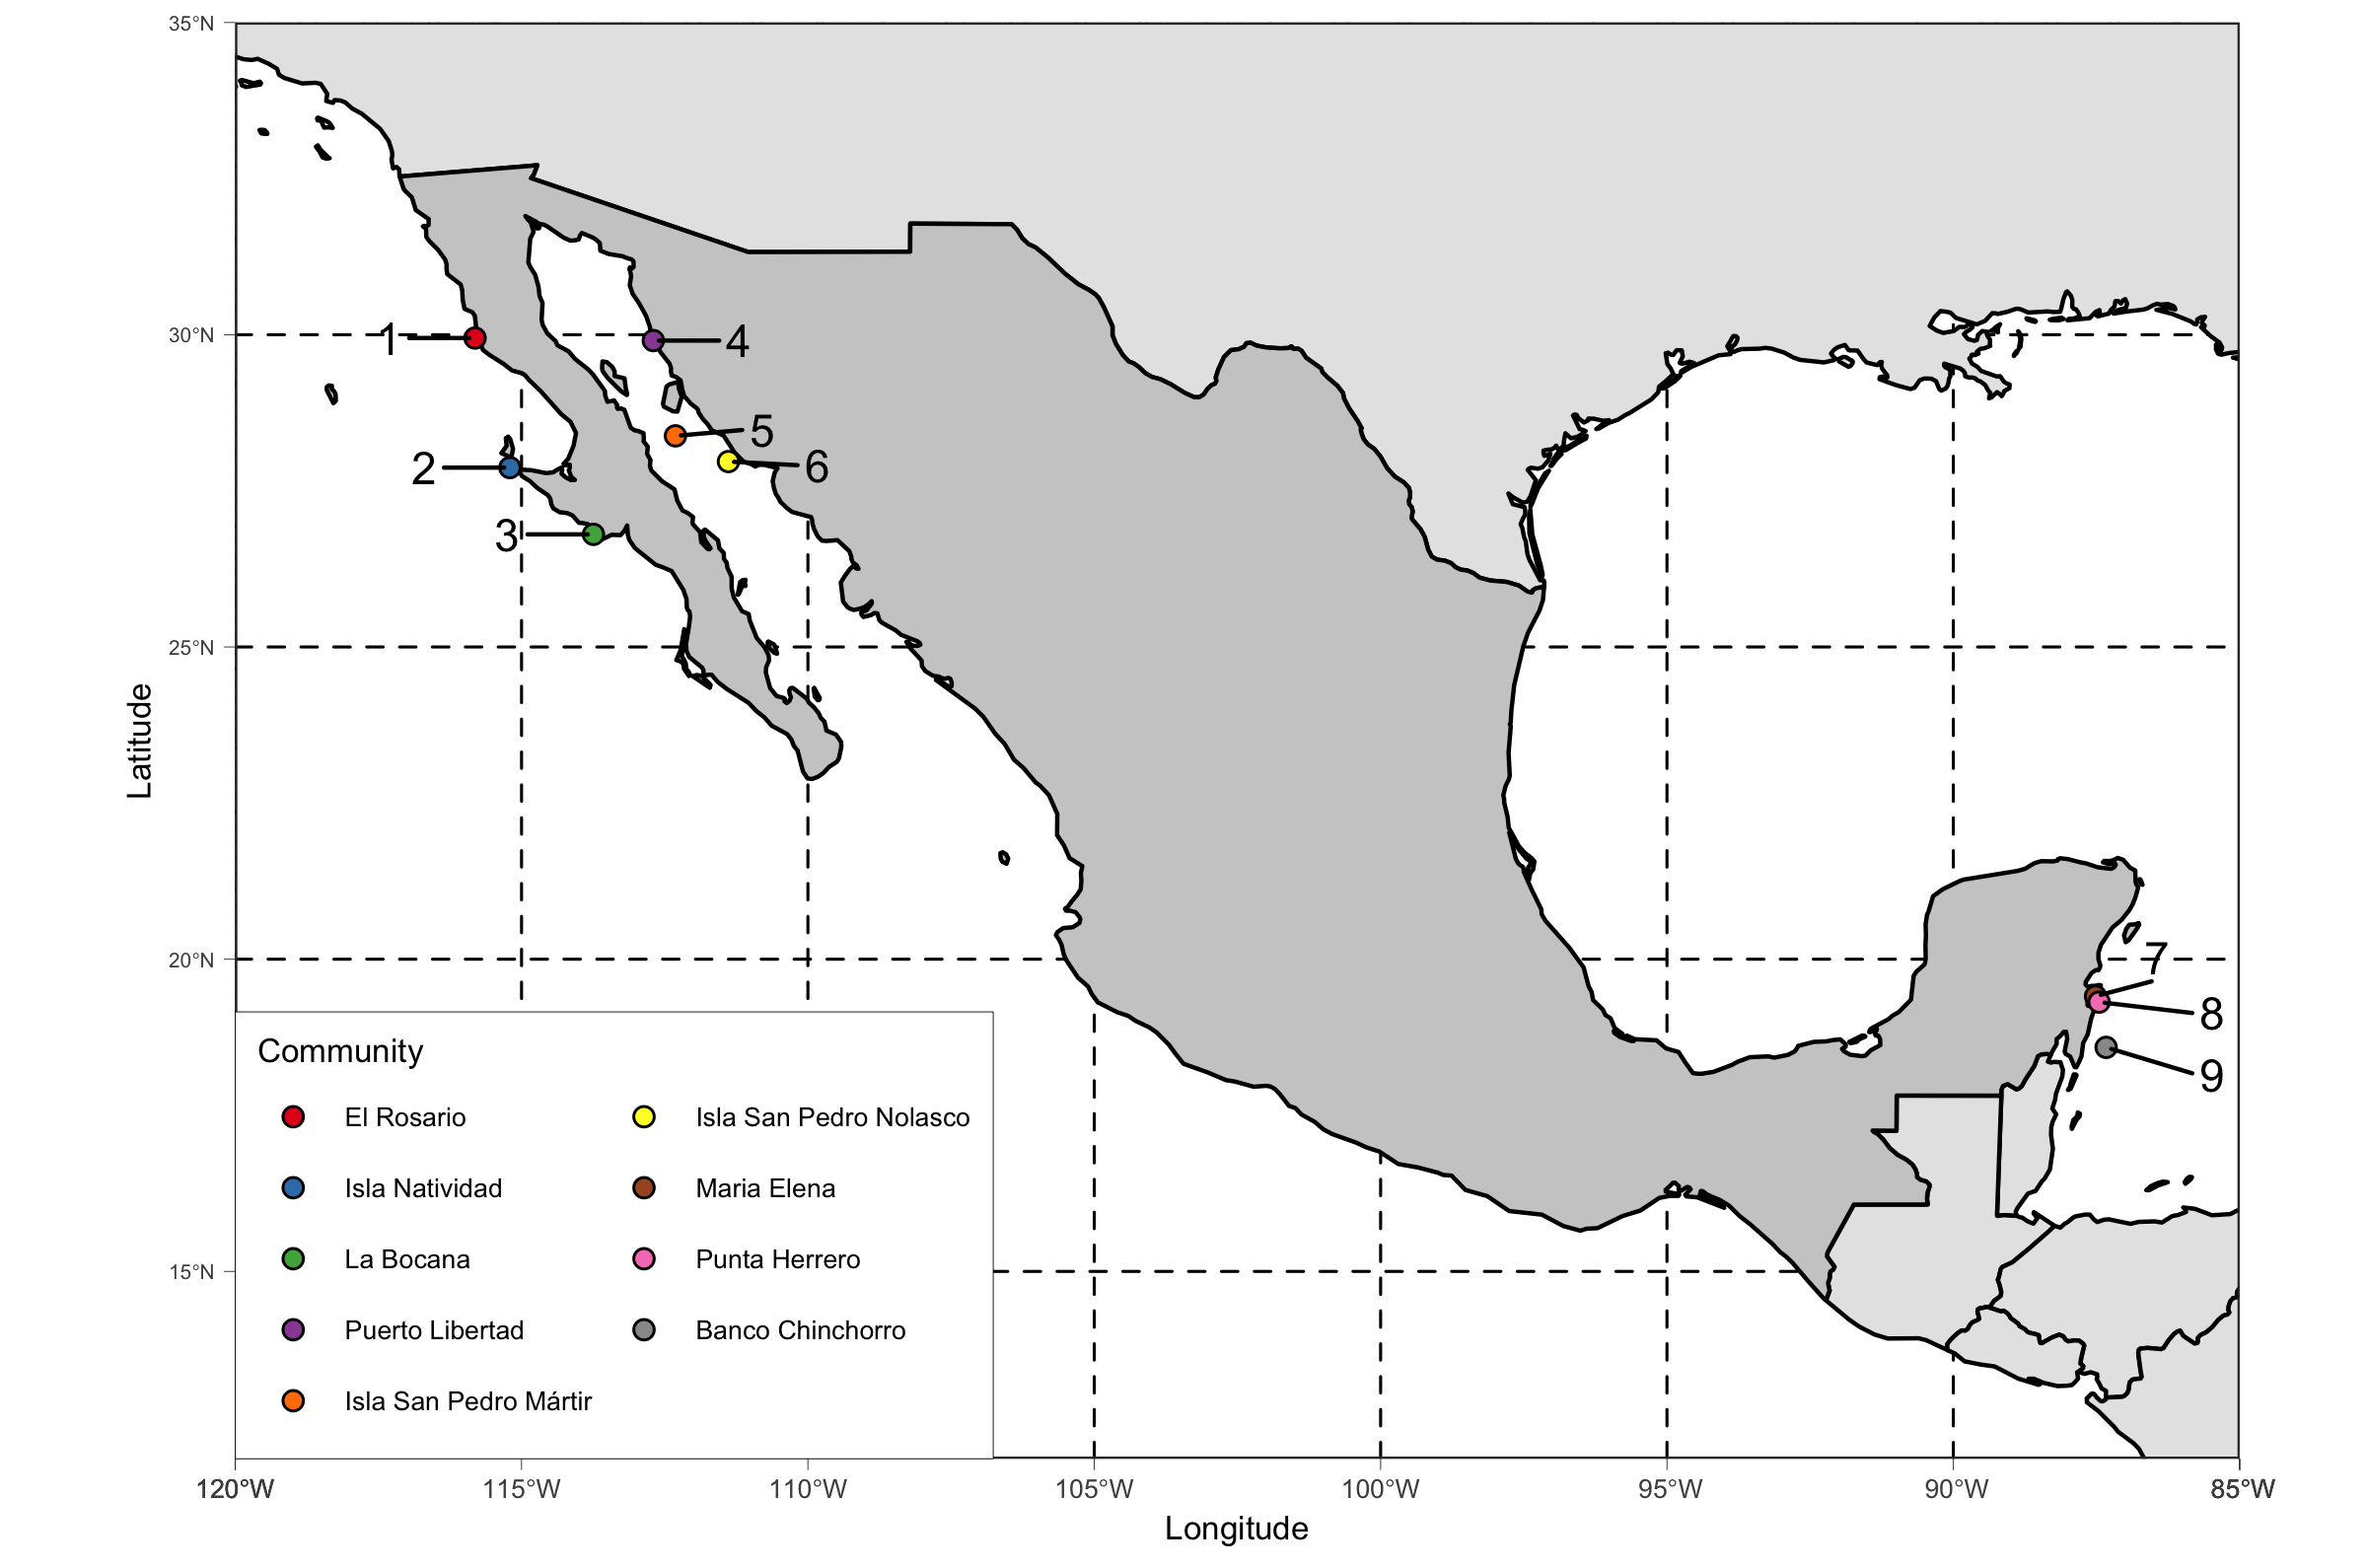 35°N
30°N
25°N
20°N
15°N
Latitude
1
2
3
4
5
6
7
8
9
Community
El Rosario
Isla Natividad
La Bocana
Puerto Libertad
Isla San Pedro Mártir
Isla San Pedro Nolasco
Maria Elena
Punta Herrero
Banco Chinchorro
120°W 115°W 110°W 105°W 100°W 95°W 90°W 85°W
Longitude